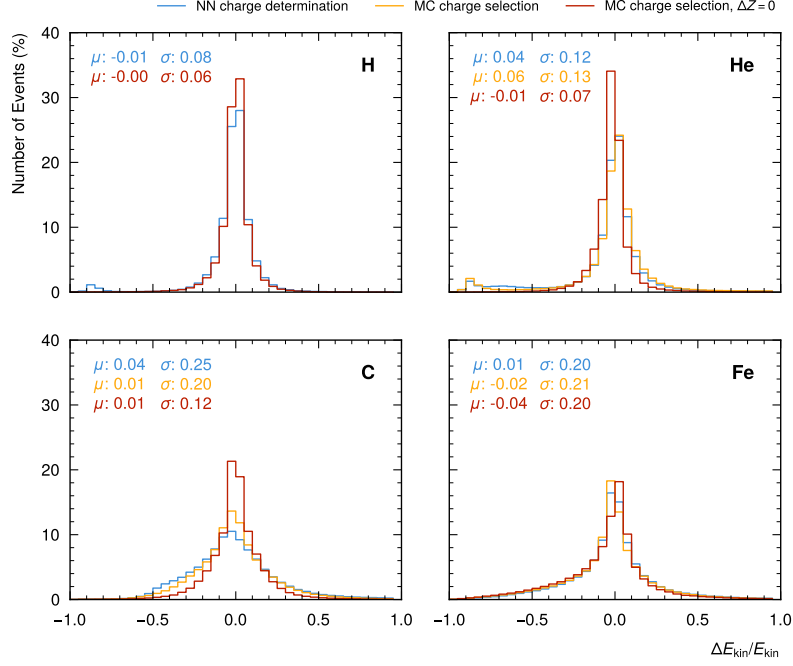 NN charge determination MC charge selection MC charge selection, ΔZ = 0
Number of Events (%)
40
30
20
10
0
μ: -0.01 σ: 0.08
μ: -0.00 σ: 0.06
H
μ: 0.04 σ: 0.12
μ: 0.06 σ: 0.13
μ: -0.01 σ: 0.07
He
40
30
20
10
0
μ: 0.04 σ: 0.25
μ: 0.01 σ: 0.20
μ: 0.01 σ: 0.12
C
μ: 0.01 σ: 0.20
μ: -0.02 σ: 0.21
μ: -0.04 σ: 0.20
Fe
−1.0 −0.5 0.0 0.5 1.0 −1.0 −0.5 0.0 0.5 1.0
ΔEkin/Ekin